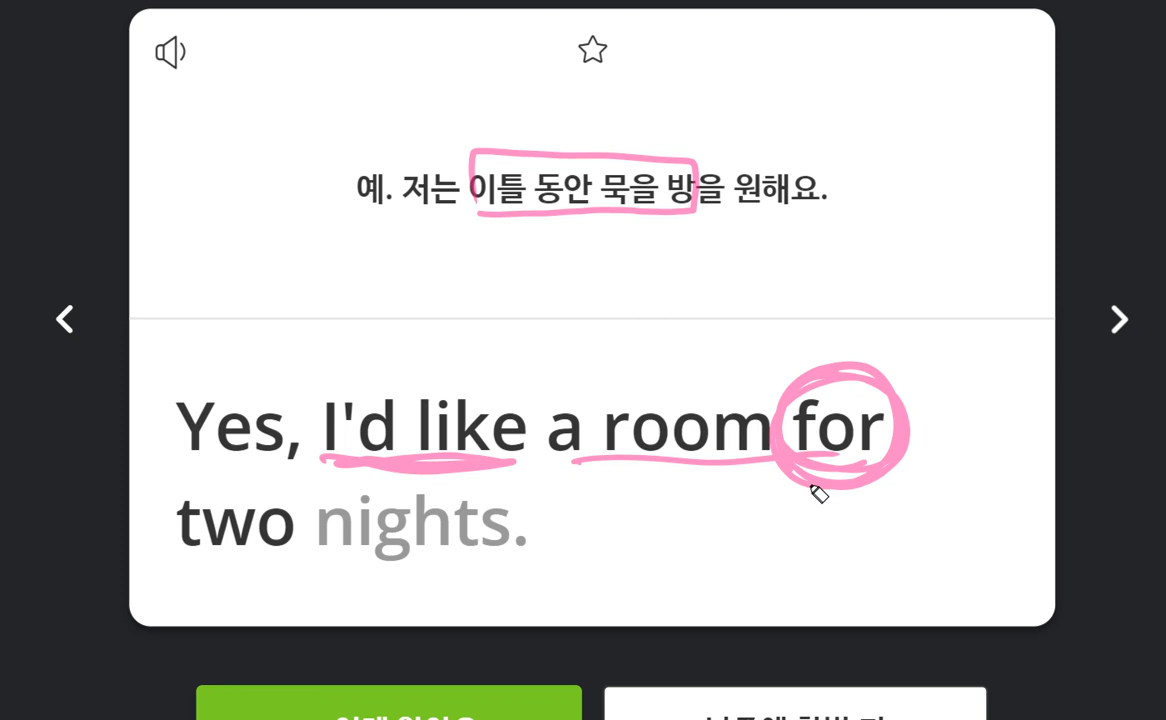 예. 저는 이틀 동안 묵을 방을 원해요.
Yes, I'd like a room for
two nights.